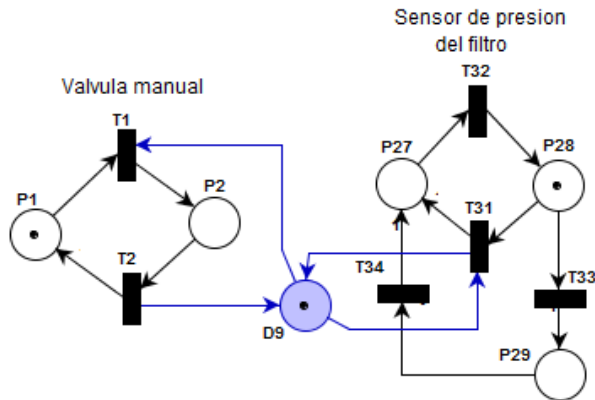 Sensor de presion
del filtro
Valvula manual
T32
T1
P27
P28
P1
P2
T31
T2
1
T34
T33
D9
P29